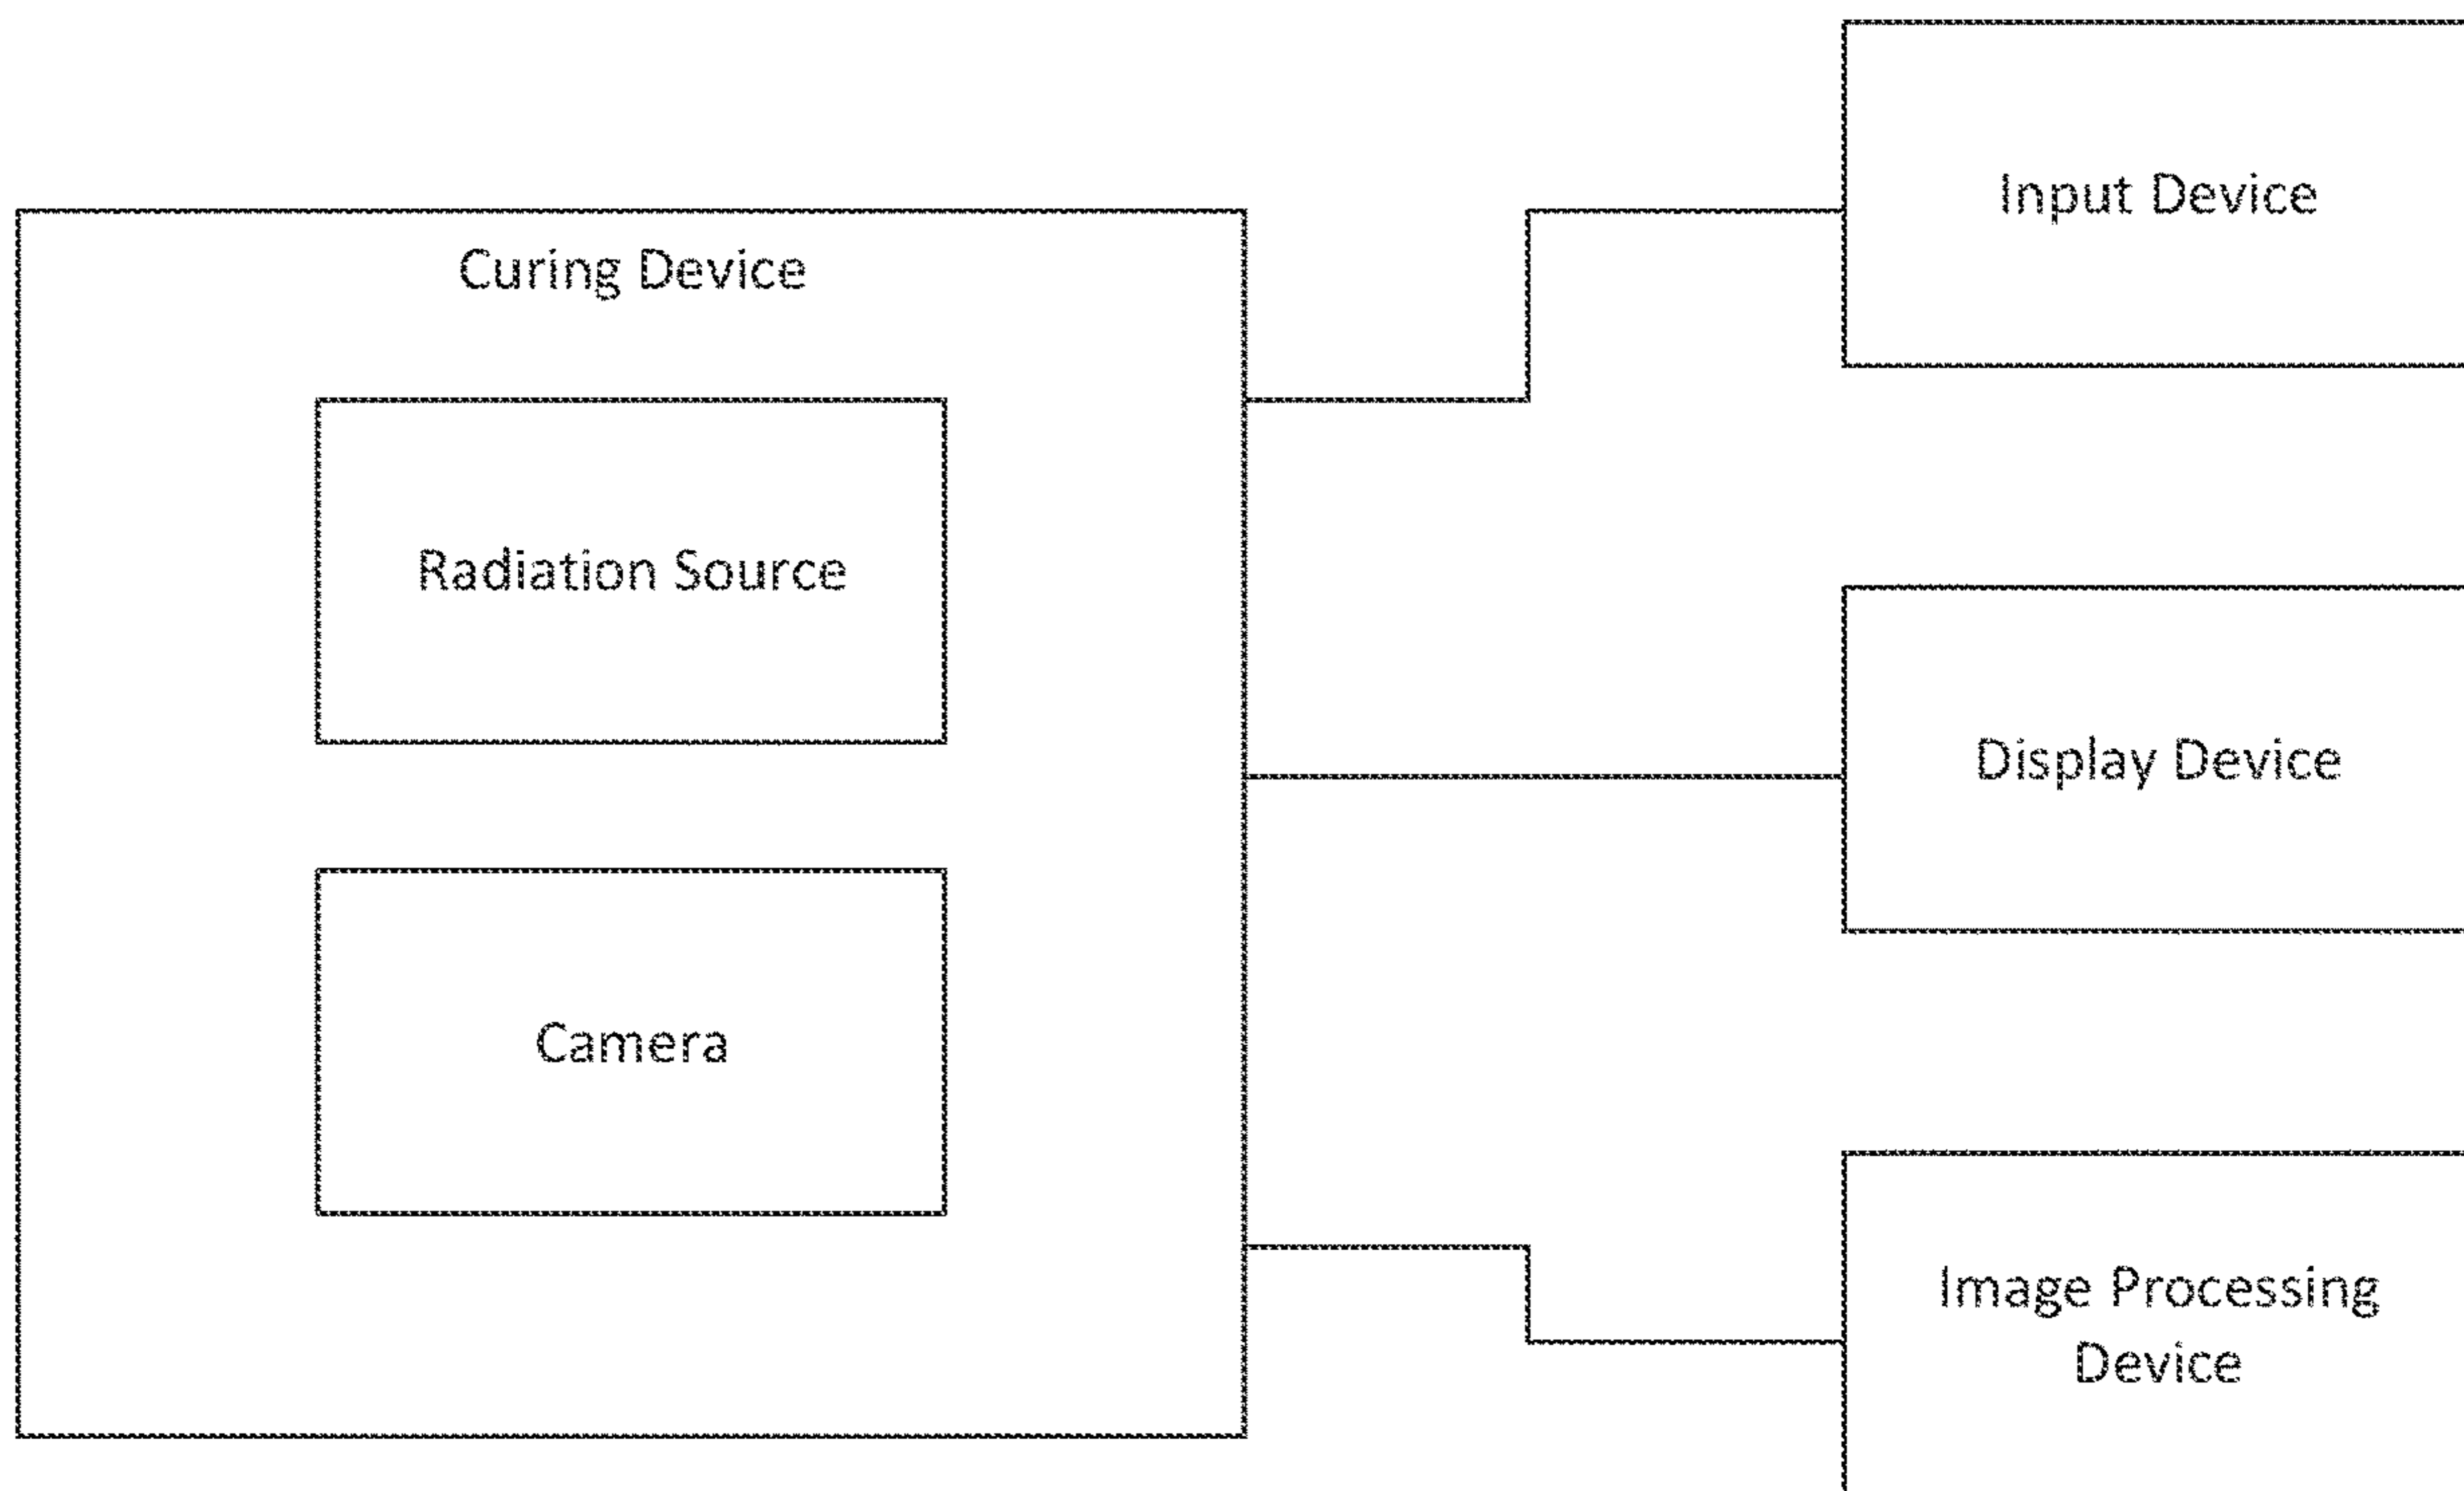 Curing Device
Radiation Source
Camera
Input Device
Display Device
Image Processing
Device